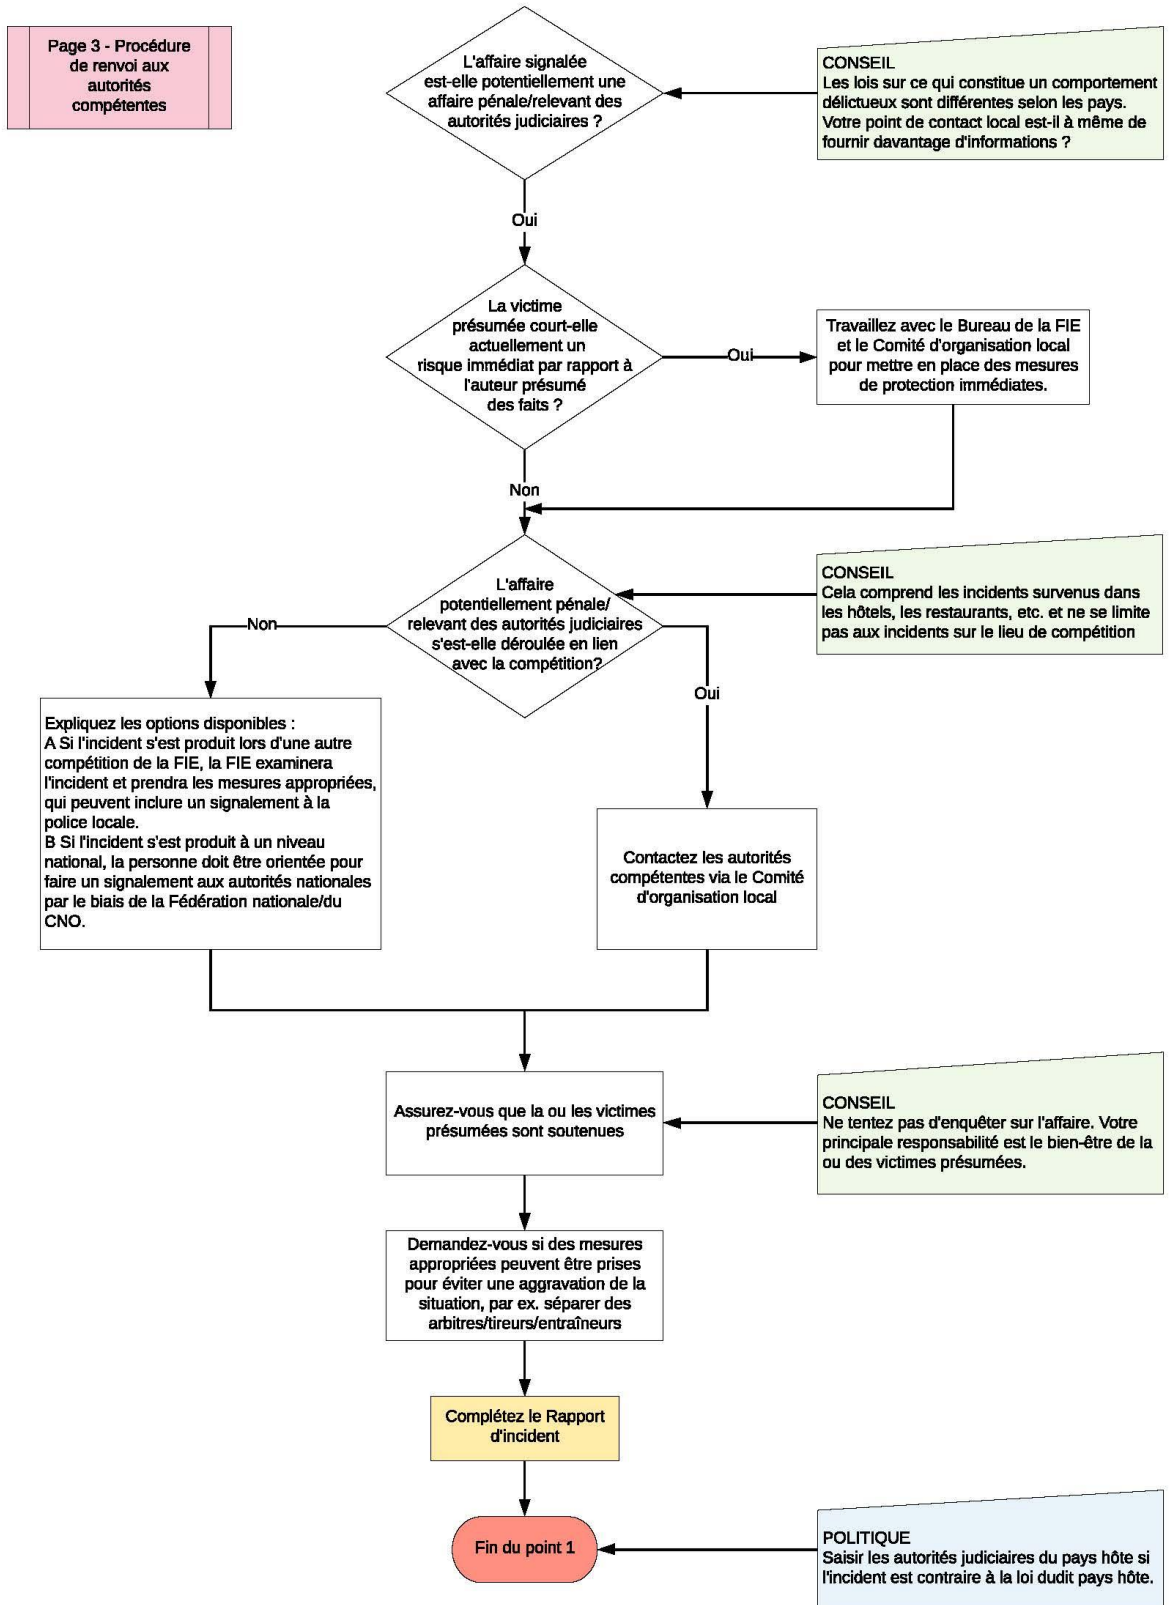 Page 3 - Procédure
de renvoi aux
autorités
compétentes
L'affaire signalée
est-elle potentiellement une
affaire pénale/relevant des
autorités judiciaires ?
CONSEIL
Les lois sur ce qui constitue un comportement
délictueux sont différentes selon les pays.
Votre point de contact local est-il à même de
fournir davantage d'informations ?
Oui
La victime
présumée court-elle
actuellement un
risque immédiat par rapport à
l'auteur présumé
des faits ?
Oui
Travaillez avec le Bureau de la FIE
et le Comité d'organisation local
pour mettre en place des mesures
de protection immédiates.
Non
L'affaire
potentiellement pénale/
relevant des autorités judiciaires
s'est-elle déroulée en lien
avec la compétition?
CONSEIL
Cela comprend les incidents survenus dans
les hôtels, les restaurants, etc. et ne se limite
pas aux incidents sur le lieu de compétition
Non
Oui
Expliquez les options disponibles :
A Si l'incident s'est produit lors d'une autre
compétition de la FIE, la FIE examinera
l'incident et prendra les mesures appropriées,
qui peuvent inclure un signalement à la
police locale.
B Si l'incident s'est produit à un niveau
national, la personne doit être orientée pour
faire un signalement aux autorités nationales
par le biais de la Fédération nationale/du
CNO.
Contactez les autorités
compétentes via le Comité
d'organisation local
Assurez-vous que la ou les victimes
présumées sont soutenues
CONSEIL
Ne tentez pas d'enquêter sur l'affaire. Votre
principale responsabilité est le bien-être de la
ou des victimes présumées.
Demandez-vous si des mesures
appropriées peuvent être prises
pour éviter une aggravation de la
situation, par ex. séparer des
arbitres/tireurs/entraîneurs
Complétez le Rapport
d'incident
Fin du point 1
POLITIQUE
Saisir les autorités judiciaires du pays hôte si
l'incident est contraire à la loi dudit pays hôte.